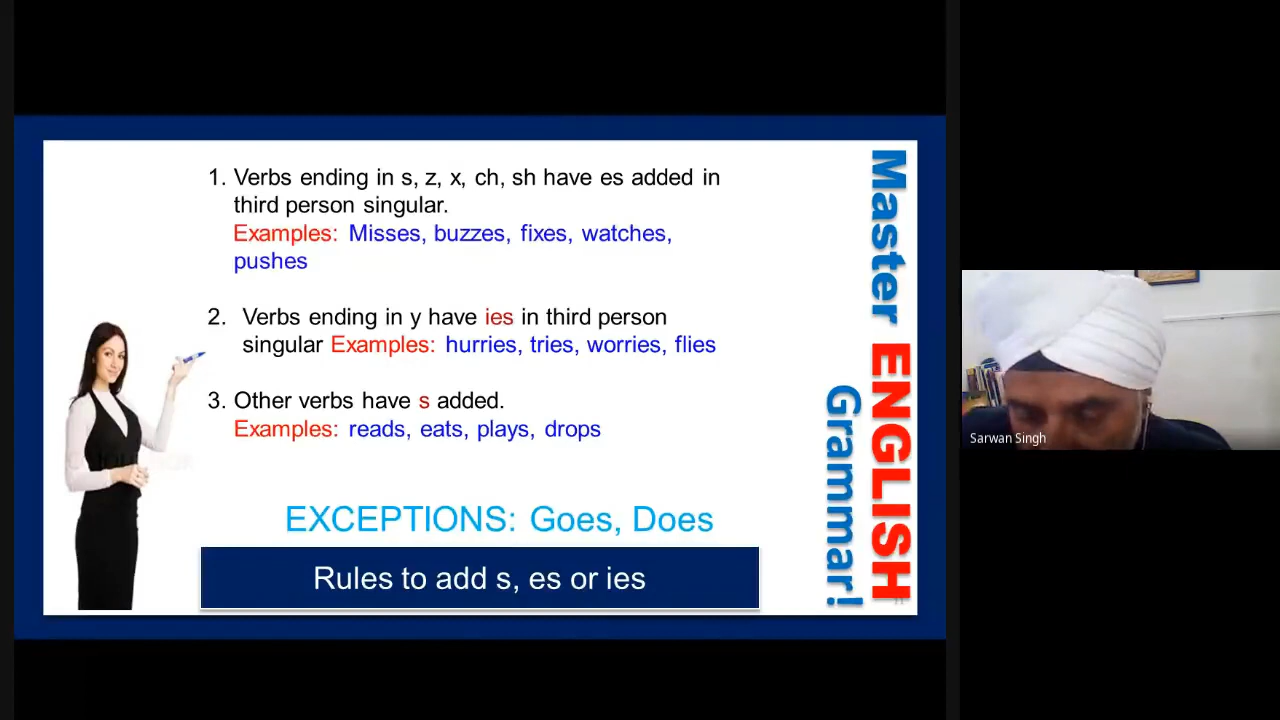 1. Verbs ending in s, z, x, ch, sh have es added in
third person singular.
Examples: Misses, buzzes, fixes, watches,
pushes
2. Verbs ending in y have ies in third person
singular Examples: hurries, tries, worries, flies
3. Other verbs have s added.
Examples: reads, eats, plays, drops
EXCEPTIONS: Goes, Does
Rules to add s, es or ies
Master ENGLISH
Grammar!
Sarwan Singh